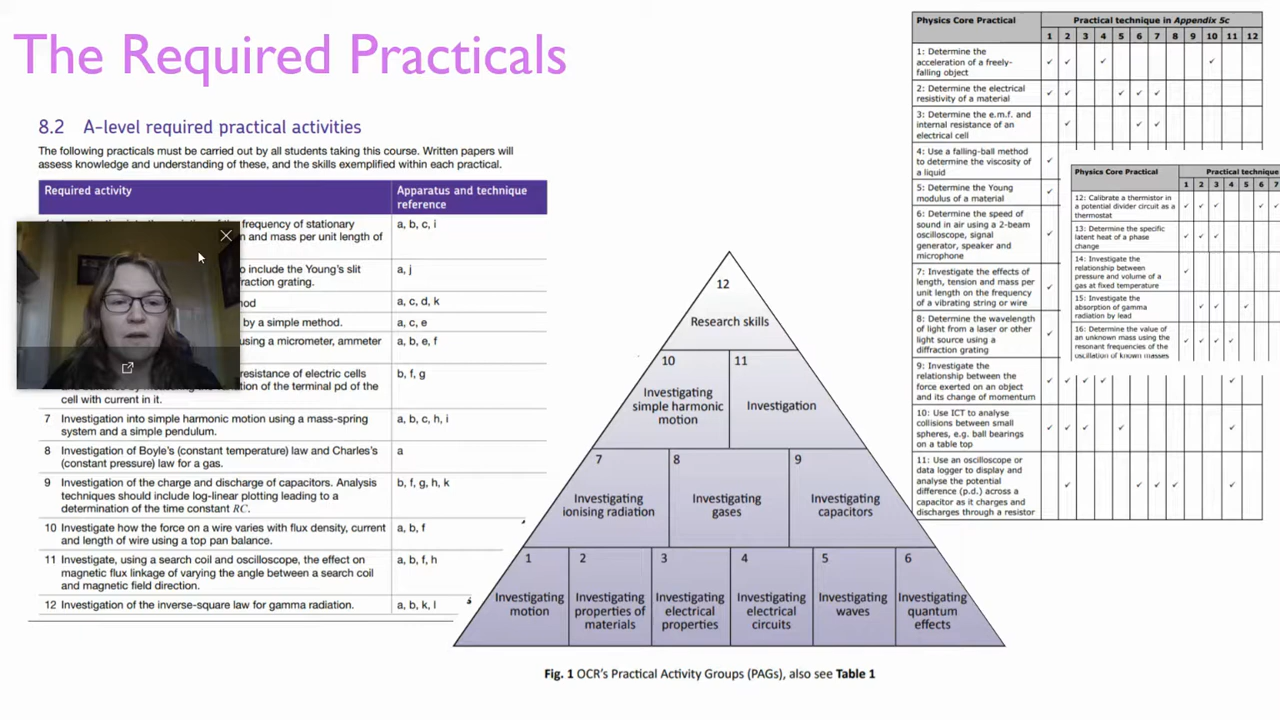 The Required Practicals
8.2 A-level required practical activities
The following practicals must be carried out by all students taking this course. Written papers will
assess knowledge and understanding of these, and the skills exemplified within each practical.
Required activity
Apparatus and technique
reference
frequency of stationary
n and mass per unit length of
a, b, c, i
o include the Young's slit
fraction grating.
a, j
a, c, d, k
by a simple method.
a, c, e
using a micrometer, ammeter
a, b, e, f
resistance of electric cells
of the terminal pd of the
cell with current in it.
b, f, g
7 Investigation into simple harmonic motion using a mass-spring
system and a simple pendulum.
a, b, c, h, i
8 Investigation of Boyle's (constant temperature) law and Charles's
(constant pressure) law for a gas.
a
9 Investigation of the charge and discharge of capacitors. Analysis
techniques should include log-linear plotting leading to a
determination of the time constant RC.
b, f, g, h, k
10 Investigate how the force on a wire varies with flux density, current
and length of wire using a top pan balance.
a, b, f
11 Investigate, using a search coil and oscilloscope, the effect on
magnetic flux linkage of varying the angle between a search coil
and magnetic field direction.
a, b, f, h
12 Investigation of the inverse-square law for gamma radiation.
a, b, k, l
12
Research skills
10
Investigating
simple harmonic
motion
11
Investigation
7
Investigating
ionising radiation
8
Investigating
gases
9
Investigating
capacitors
1
Investigating
motion
2
Investigating
properties of
materials
3
Investigating
electrical
properties
4
Investigating
electrical
circuits
5
Investigating
waves
6
Investigating
quantum
effects
Fig. 1 OCR's Practical Activity Groups (PAGs), also see Table 1
Physics Core Practical
Practical technique in Appendix 5c
1 2 3 4 5 6 7 8 9 10 11 12
1: Determine the
acceleration of a freely-
falling object
2: Determine the electrical
resistivity of a material
3: Determine the e.m.f. and
internal resistance of an
electrical cell
4: Use a falling-ball method
to determine the viscosity of
a liquid
5: Determine the Young
modulus of a material
6: Determine the speed of
sound in air using a 2-beam
oscilloscope, signal
generator, speaker and
microphone
7: Investigate the effects of
length, tension and mass per
unit length on the frequency
of a vibrating string or wire
8: Determine the wavelength
of light from a laser or other
light source using a
diffraction grating
9: Investigate the
relationship between the
force exerted on an object
and its change of momentum
10: Use ICT to analyse
collisions between small
spheres, e.g. ball bearings
on a table top
11: Use an oscilloscope or
data logger to display and
analyse the potential
difference (p.d.) across a
capacitor as it charges and
discharges through a resistor
Physics Core Practical
Practical technique
1 2 3 4 5 6 7
12: Calibrate a thermistor in
a potential divider circuit as a
thermostat
13: Determine the specific
latent heat of a phase
change
14: Investigate the
relationship between
pressure and volume of a
gas at fixed temperature
15: Investigate the
absorption of gamma
radiation by lead
16: Determine the value of
an unknown mass using the
resonant frequencies of the
oscillation of known masses